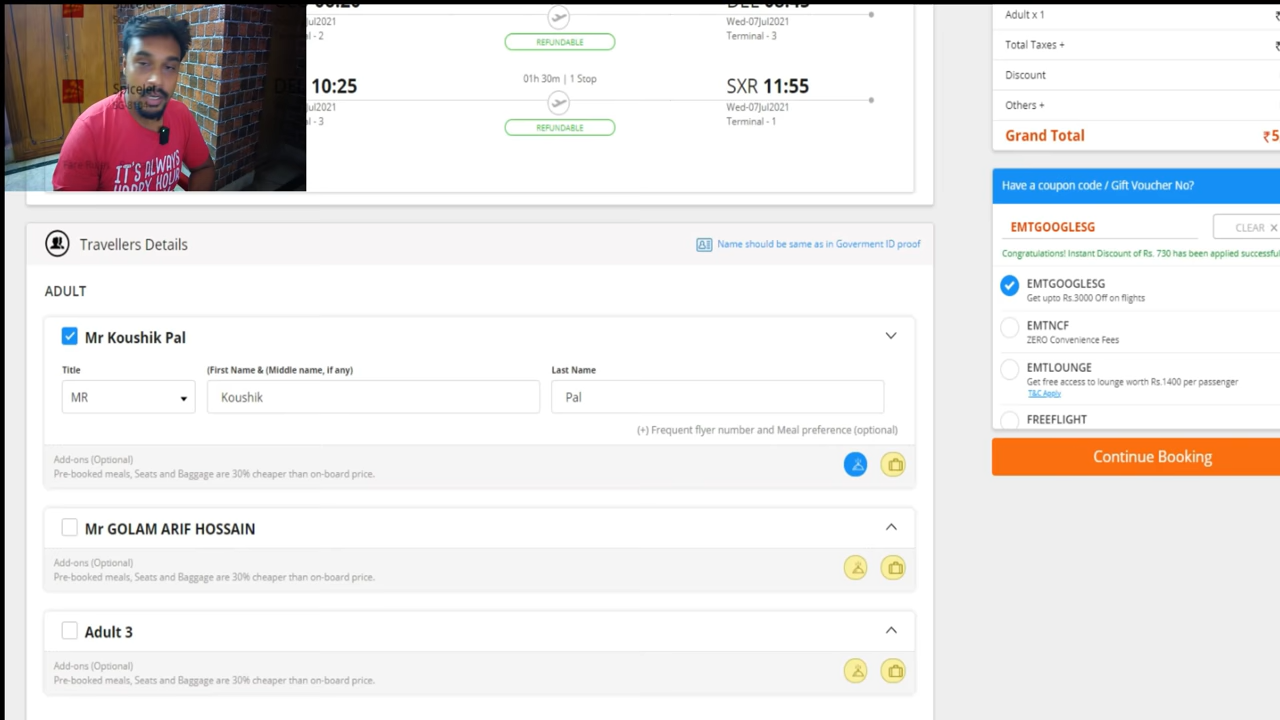 Wed-07Jul2021
Terminal - 3
REFUNDABLE
SpiceJet
10:25
01h 30m | 1 Stop
SXR 11:55
Wed-07Jul2021
Terminal - 1
REFUNDABLE
IT'S ALWAYS
HAPPY HOUR
Adult x 1
Total Taxes +
Discount
Others +
Grand Total
₹5
Have a coupon code / Gift Voucher No?
EMTGOOGLESG
CLEAR ✕
Congratulations! Instant Discount of Rs. 730 has been applied successful
EMTGOOGLESG
Get upto Rs.3000 Off on flights
EMTNCF
ZERO Convenience Fees
EMTLOUNGE
Get free access to lounge worth Rs.1400 per passenger
T&C Apply
FREEFLIGHT
Continue Booking
Travellers Details
Name should be same as in Goverment ID proof
ADULT
Mr Koushik Pal
Title
(First Name & (Middle name, if any)
Last Name
MR
Koushik
Pal
(+) Frequent flyer number and Meal preference (optional)
Add-ons (Optional)
Pre-booked meals, Seats and Baggage are 30% cheaper than on-board price.
Mr GOLAM ARIF HOSSAIN
Add-ons (Optional)
Pre-booked meals, Seats and Baggage are 30% cheaper than on-board price.
Adult 3
Add-ons (Optional)
Pre-booked meals, Seats and Baggage are 30% cheaper than on-board price.